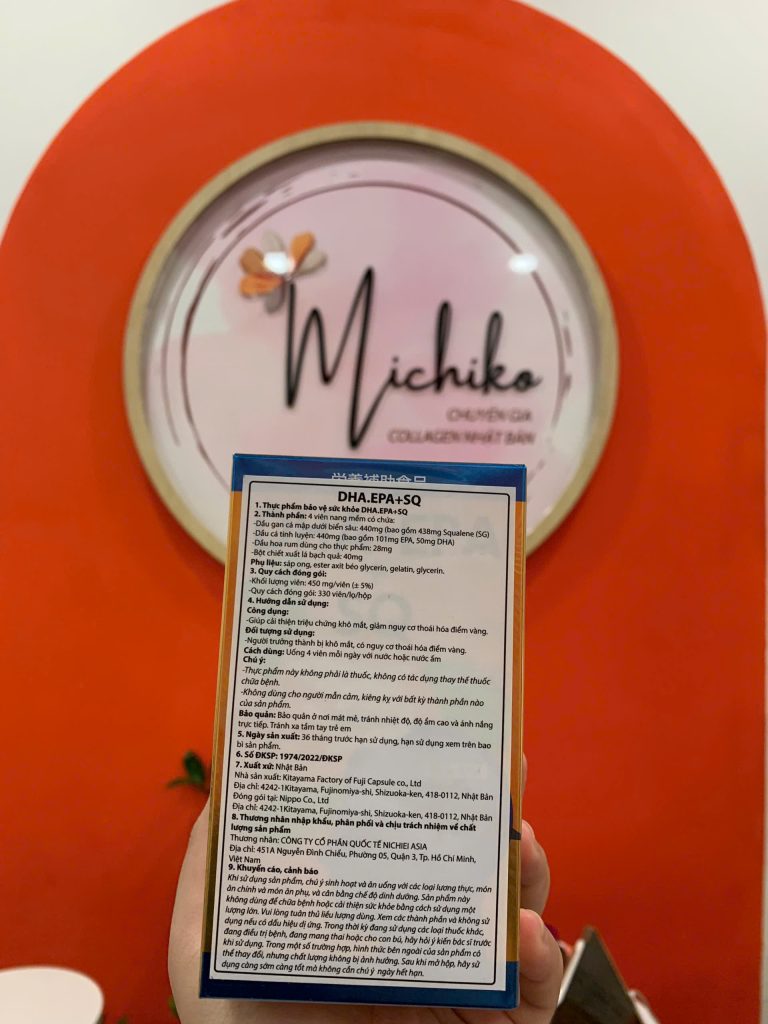 Michiko
CHUYÊN GIA
COLLAGEN NHẬT BẢN
栄養補助食品
DHA.EPA+SQ
1. Thực phẩm bảo vệ sức khỏe DHA.EPA+SQ
2. Thành phần: 4 viên nang mềm có chứa:
-Dầu gan cá mập dưới biển sâu: 440mg (bao gồm 438mg Squalene (SG)
-Dầu cá tinh luyện: 440mg (bao gồm 101mg EPA, 50mg DHA)
-Dầu hoa rum dùng cho thực phẩm: 28mg
-Bột chiết xuất lá bạch quả: 40mg
Phụ liệu: sáp ong, ester axit béo glycerin, gelatin, glycerin.
3. Quy cách đóng gói:
-Khối lượng viên: 450 mg/viên (± 5%)
-Quy cách đóng gói: 330 viên/lọ/hộp
4. Hướng dẫn sử dụng:
Công dụng:
-Giúp cải thiện triệu chứng khô mắt, giảm nguy cơ thoái hóa điểm vàng.
Đối tượng sử dụng:
-Người trưởng thành bị khô mắt, có nguy cơ thoái hóa điểm vàng.
Cách dùng: Uống 4 viên mỗi ngày với nước hoặc nước ấm
Chú ý:
-Thực phẩm này không phải là thuốc, không có tác dụng thay thế thuốc
chữa bệnh.
-Không dùng cho người mẫn cảm, kiêng kỵ với bất kỳ thành phần nào
của sản phẩm.
Bảo quản: Bảo quản ở nơi mát mẻ, tránh nhiệt độ, độ ẩm cao và ánh nắng
trực tiếp. Tránh xa tầm tay trẻ em
5. Ngày sản xuất: 36 tháng trước hạn sử dụng, hạn sử dụng xem trên bao
bì sản phẩm.
6. Số ĐKSP: 1974/2022/ĐKSP
7. Xuất xứ: Nhật Bản
Nhà sản xuất: Kitayama Factory of Fuji Capsule co., Ltd
Địa chỉ: 4242-1Kitayama, Fujinomiya-shi, Shizuoka-ken, 418-0112, Nhật Bản
Đóng gói tại: Nippo Co., Ltd
Địa chỉ: 4242-1Kitayama, Fujinomiya-shi, Shizuoka-ken, 418-0112, Nhật Bản
8. Thương nhân nhập khẩu, phân phối và chịu trách nhiệm về chất
lượng sản phẩm
Thương nhân: CÔNG TY CỔ PHẦN QUỐC TẾ NICHIEI ASIA
Địa chỉ: 451A Nguyễn Đình Chiểu, Phường 05, Quận 3, Tp. Hồ Chí Minh,
Việt Nam
9. Khuyến cáo, cảnh báo
Khi sử dụng sản phẩm, chú ý sinh hoạt và ăn uống với các loại lương thực, món
ăn chính và món ăn phụ, và cân bằng chế độ dinh dưỡng. Sản phẩm này
không dùng để chữa bệnh hoặc cải thiện sức khỏe bằng cách sử dụng một
lượng lớn. Vui lòng tuân thủ liều lượng dùng. Xem các thành phần và không sử
dụng nếu có dấu hiệu dị ứng. Trong thời kỳ đang sử dụng các loại thuốc khác,
đang điều trị bệnh, đang mang thai hoặc cho con bú, hãy hỏi ý kiến bác sĩ trước
khi sử dụng. Trong một số trường hợp, hình thức bên ngoài của sản phẩm có
thể thay đổi, nhưng chất lượng không bị ảnh hưởng. Sau khi mở hộp, hãy sử
dụng càng sớm càng tốt mà không cần chú ý ngày hết hạn.